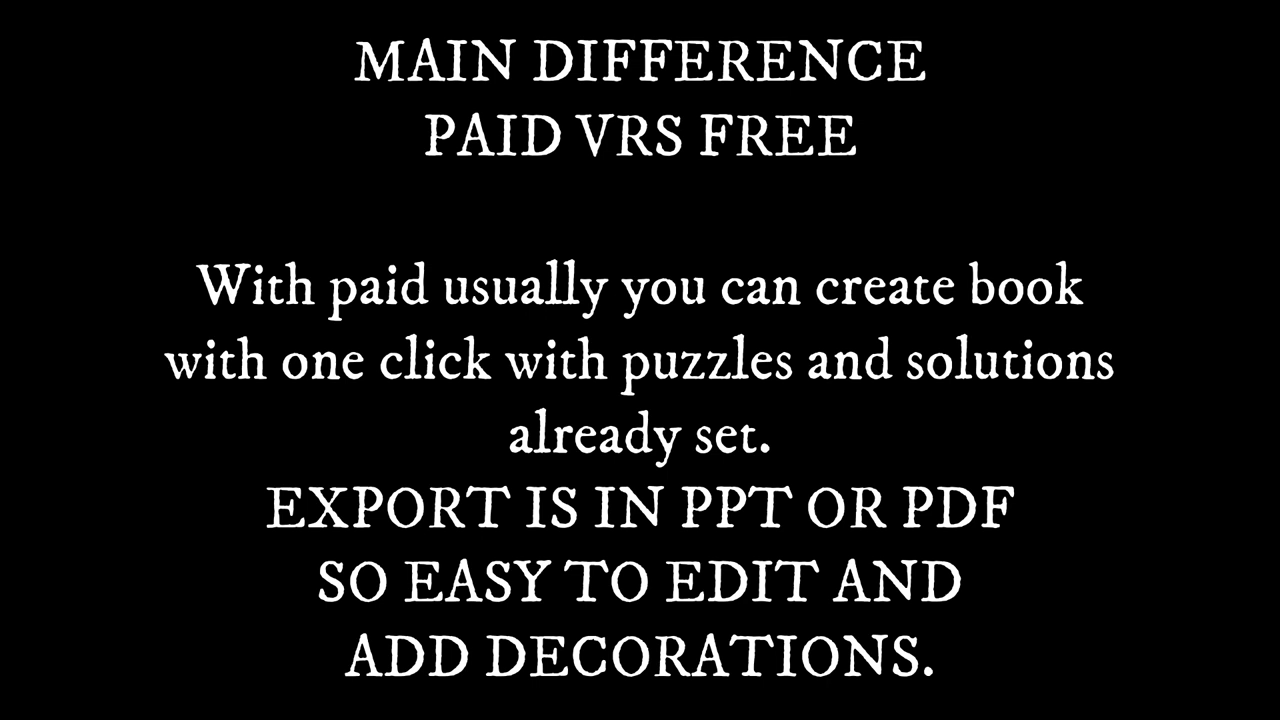 MAIN DIFFERENCE
PAID VRS FREE
With paid usually you can create book
with one click with puzzles and solutions
already set.
EXPORT IS IN PPT OR PDF
SO EASY TO EDIT AND
ADD DECORATIONS.